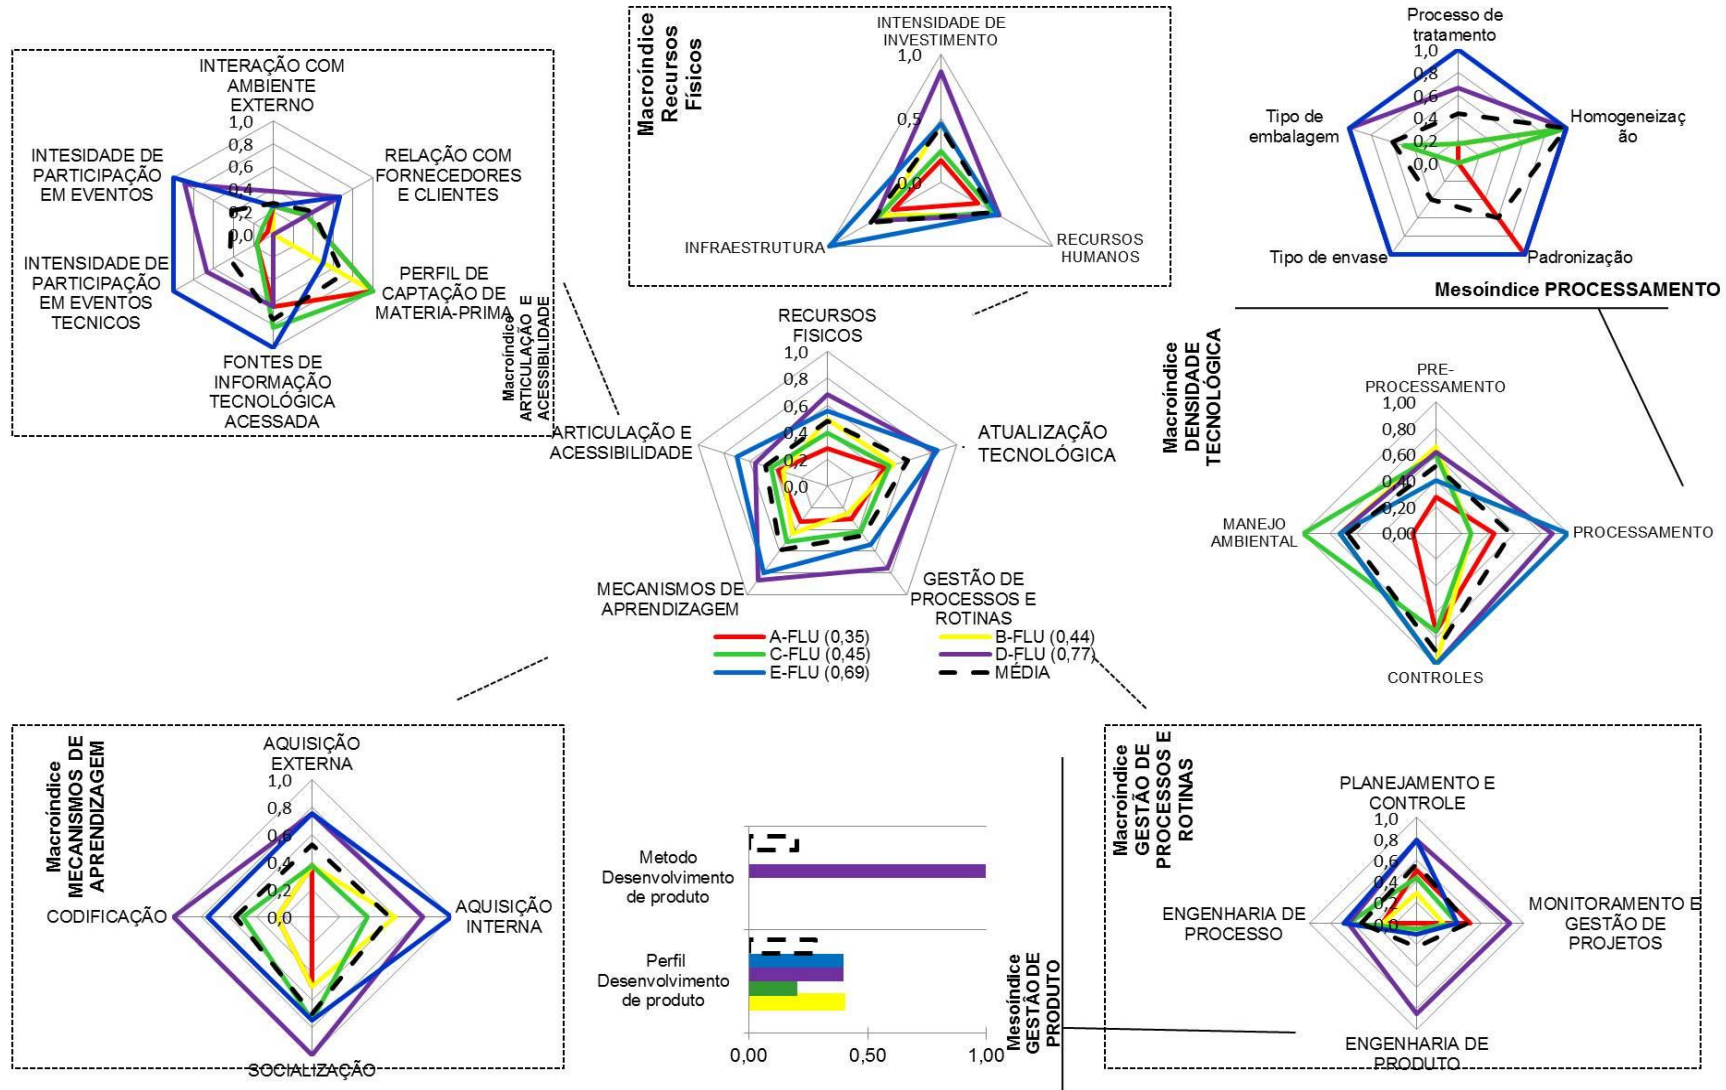 INTERAÇÃO COM
AMBIENTE
EXTERNO
1,0
0,8
0,6
0,4
0,2
0,0
INTESIDADE DE
PARTICIPAÇÃO
EM EVENTOS
RELAÇÃO COM
FORNECEDORES
E CLIENTES
INTENSIDADE DE
PARTICIPAÇÃO
EM EVENTOS
TECNICOS
PERFIL DE
CAPTAÇÃO DE
MATERIA-PRIMA
FONTES DE
INFORMAÇÃO
TECNOLÓGICA
ACESSADA
Macroíndice
ARTICULAÇÃO E
ACESSIBILIDADE
Macroíndice
Recursos
Físicos
INTENSIDADE DE
INVESTIMENTO
1,0
0,5
0,0
INFRAESTRUTURA
RECURSOS
HUMANOS
Processo de
tratamento
1,0
0,8
0,6
0,4
0,2
0,0
Tipo de
embalagem
Homogeneizaç
ão
Tipo de envase
Padronização
Mesoíndice PROCESSAMENTO
RECURSOS
FISICOS
1,0
0,8
0,6
0,4
0,2
0,0
ARTICULAÇÃO E
ACESSIBILIDADE
ATUALIZAÇÃO
TECNOLÓGICA
MECANISMOS DE
APRENDIZAGEM
GESTÃO DE
PROCESSOS E
ROTINAS
A-FLU (0,35)
B-FLU (0,44)
C-FLU (0,45)
D-FLU (0,77)
E-FLU (0,69)
MÉDIA
Macroíndice
DENSIDADE
TECNOLÓGICA
PRE-
PROCESSAMENTO
1,00
0,80
0,60
0,40
0,20
0,00
MANEJO
AMBIENTAL
PROCESSAMENTO
CONTROLES
Macroíndice
MECANISMOS DE
APRENDIZAGEM
AQUISIÇÃO
EXTERNA
1,0
0,8
0,6
0,4
0,2
0,0
CODIFICAÇÃO
AQUISIÇÃO
INTERNA
SOCIALIZAÇÃO
Metodo
Desenvolvimento
de produto
Perfil
Desenvolvimento
de produto
0,00
0,50
1,00
Mesoíndice
GESTÃO DE
PRODUTO
Macroíndice
GESTÃO DE
PROCESSOS E
ROTINAS
PLANEJAMENTO E
CONTROLE
1,0
0,8
0,6
0,4
0,2
0,0
ENGENHARIA DE
PROCESSO
MONITORAMENTO E
GESTÃO DE
PROJETOS
ENGENHARIA DE
PRODUTO